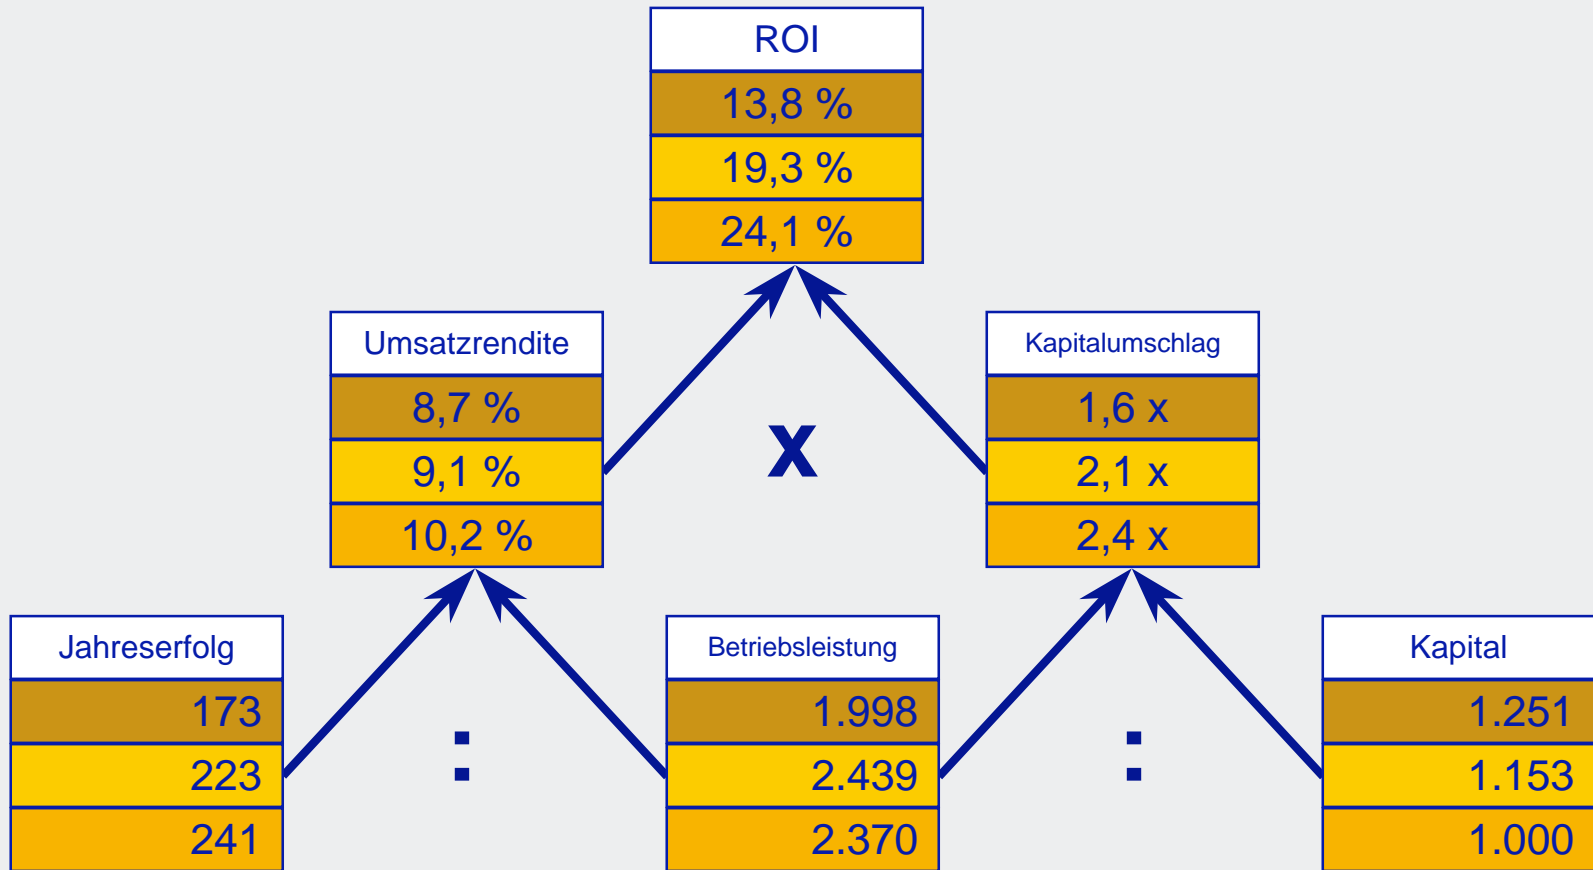 ROI
13,8 %
19,3 %
24,1 %
Umsatzrendite
8,7 %
9,1 %
10,2 %
x
Kapitalumschlag
1,6 x
2,1 x
2,4 x
Jahreserfolg
173
223
241
:
Betriebsleistung
1.998
2.439
2.370
:
Kapital
1.251
1.153
1.000